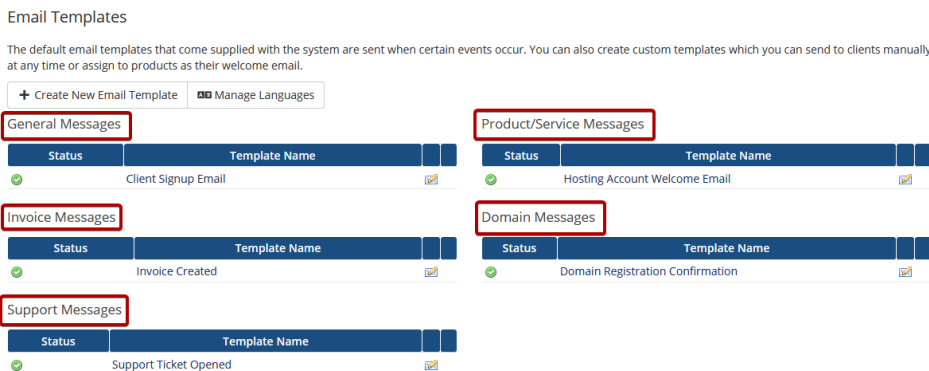 Email Templates
The default email templates that come supplied with the system are sent when certain events occur. You can also create custom templates which you can send to clients manually
at any time or assign to products as their welcome email.
Create New Email Template Manage Languages
General Messages
Status Template Name
Client Signup Email
Product/Service Messages
Status Template Name
Hosting Account Welcome Email
Invoice Messages
Status Template Name
Invoice Created
Domain Messages
Status Template Name
Domain Registration Confirmation
Support Messages
Status Template Name
Support Ticket Opened